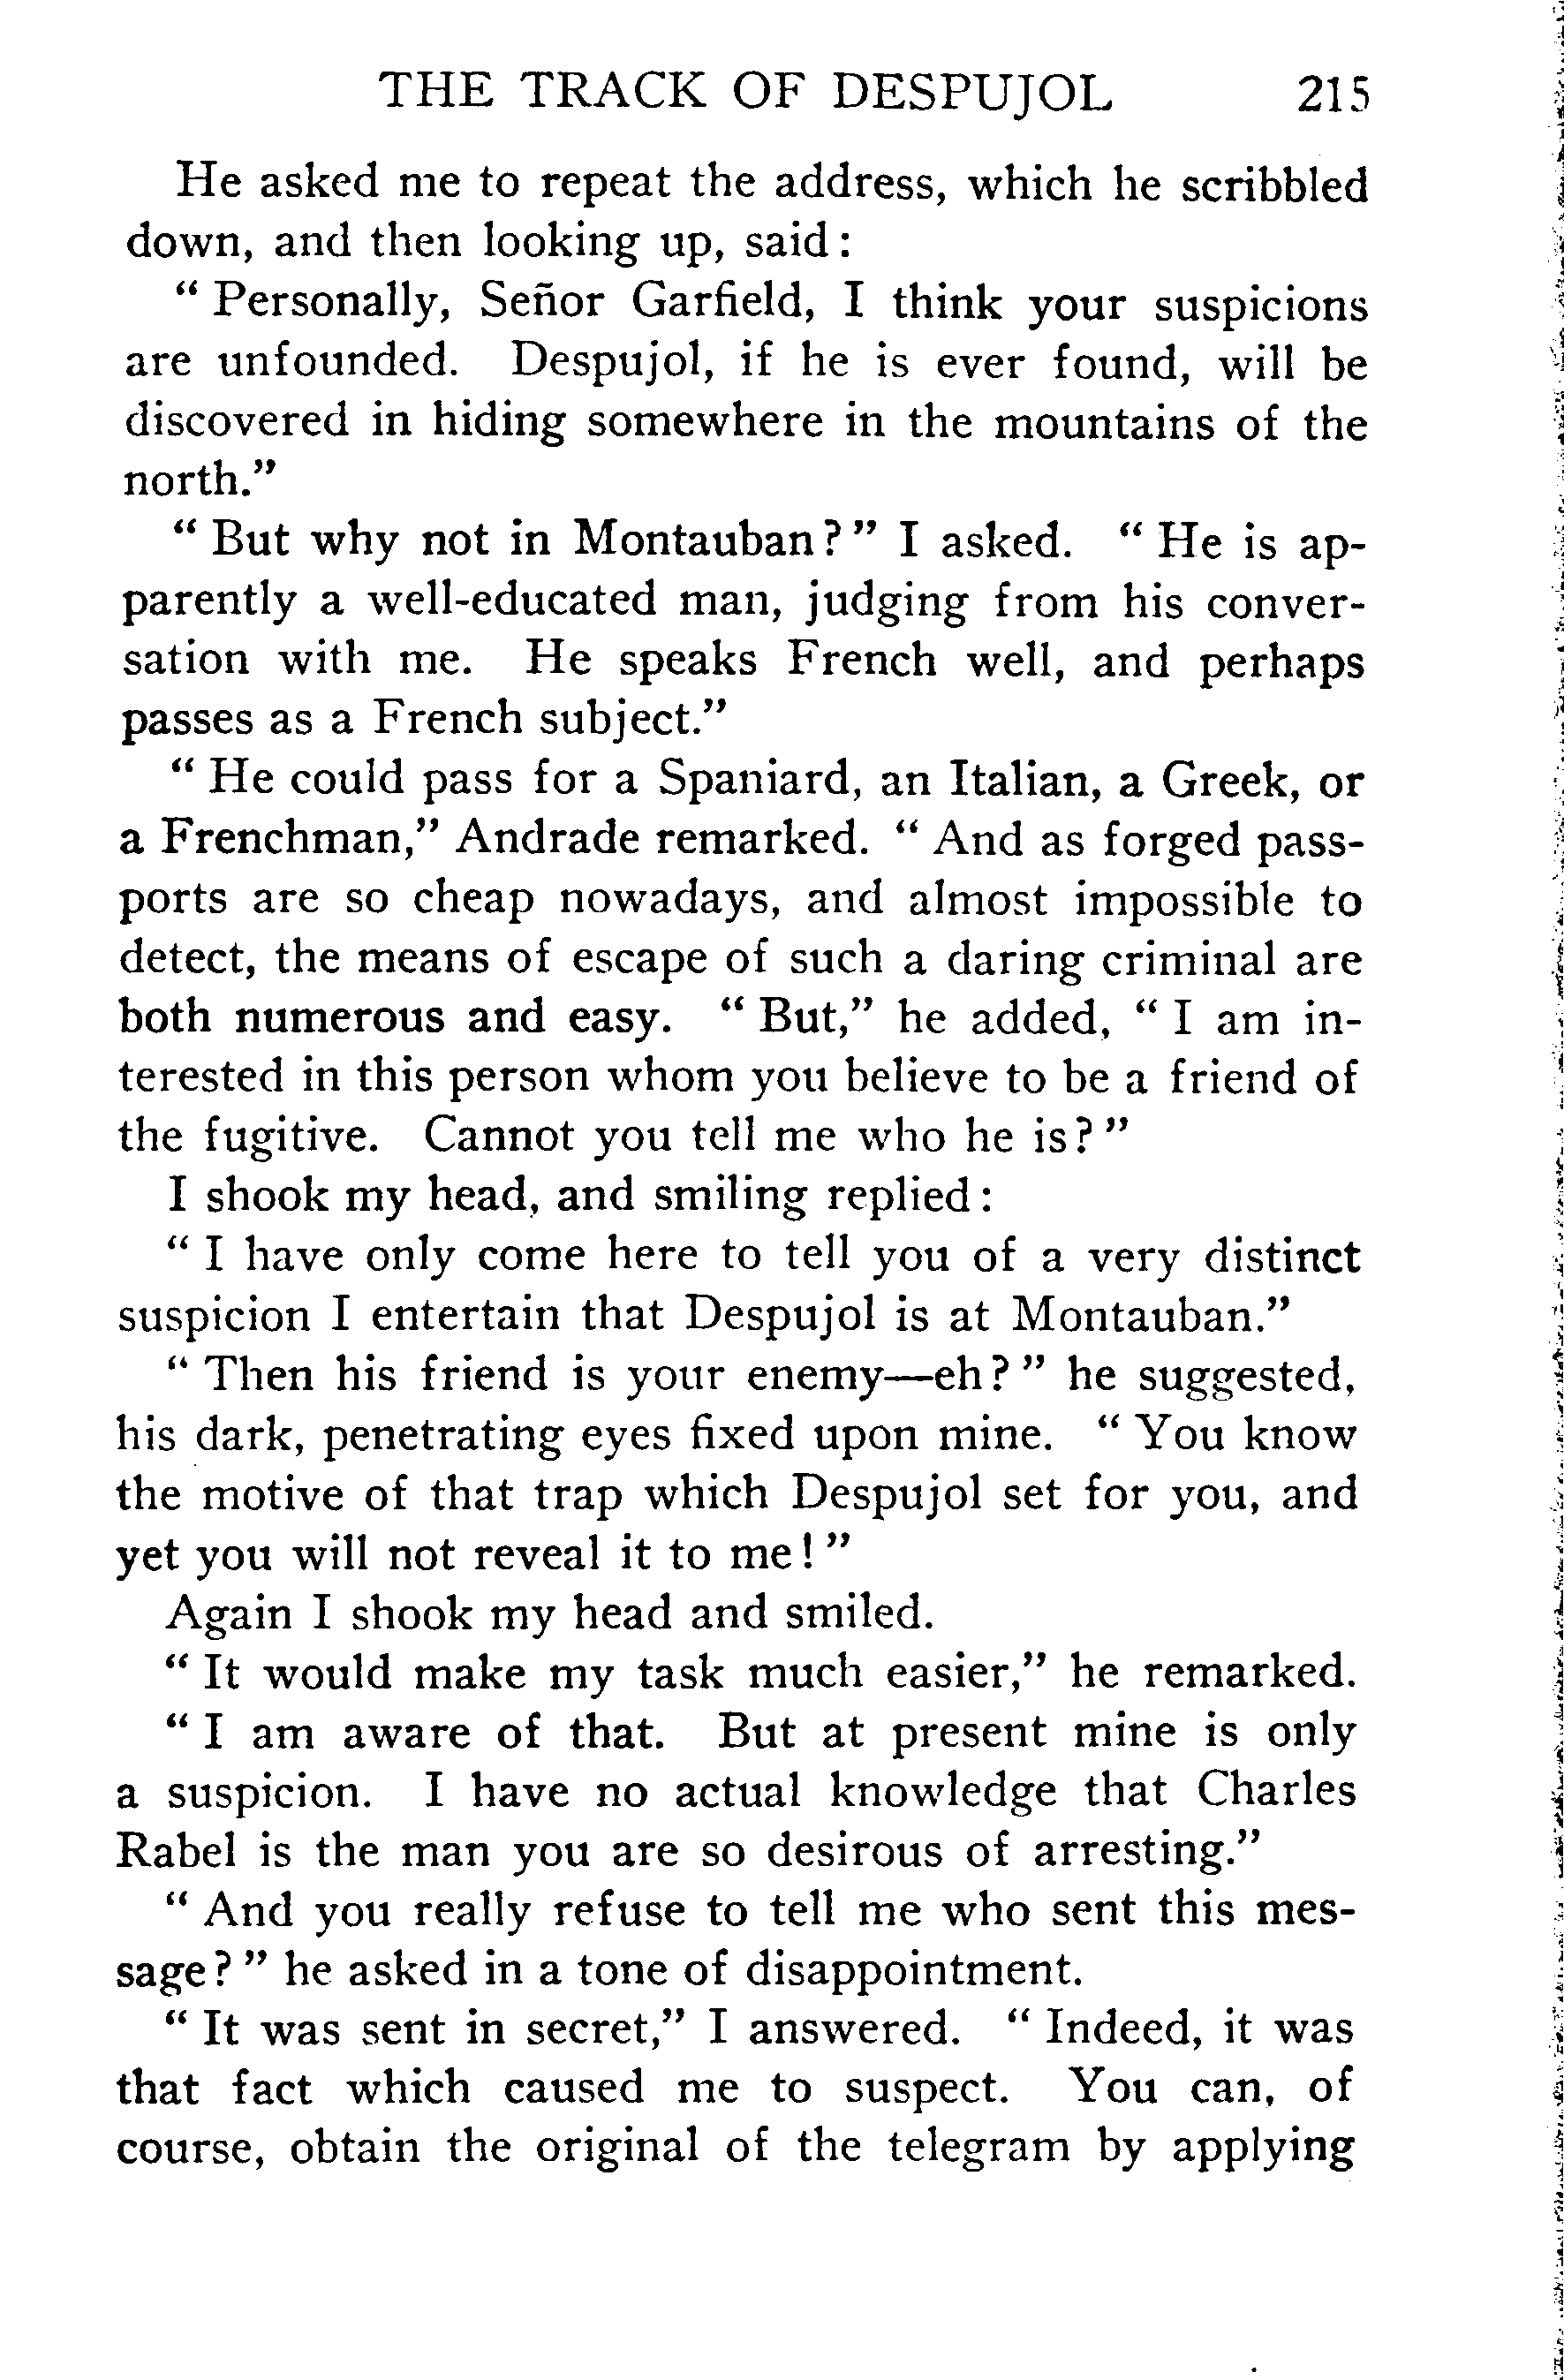 THE TRACK OF DESPUJOL 215
He asked me to repeat the address, which he scribbled
down, and then looking up, said:
" Personally, Señor Garfield, I think your suspicions
are unfounded. Despujol, if he is ever found, will be
discovered in hiding somewhere in the mountains of the
north."
" But why not in Montauban?" I asked. " He is ap-
parently a well-educated man, judging from his conver-
sation with me. He speaks French well, and perhaps
passes as a French subject."
" He could pass for a Spaniard, an Italian, a Greek, or
a Frenchman," Andrade remarked. " And as forged pass-
ports are so cheap nowadays, and almost impossible to
detect, the means of escape of such a daring criminal are
both numerous and easy. " But," he added, " I am in-
terested in this person whom you believe to be a friend of
the fugitive. Cannot you tell me who he is?"
I shook my head, and smiling replied:
" I have only come here to tell you of a very distinct
suspicion I entertain that Despujol is at Montauban."
" Then his friend is your enemy—eh?" he suggested,
his dark, penetrating eyes fixed upon mine. " You know
the motive of that trap which Despujol set for you, and
yet you will not reveal it to me!"
Again I shook my head and smiled.
" It would make my task much easier," he remarked.
" I am aware of that. But at present mine is only
a suspicion. I have no actual knowledge that Charles
Rabel is the man you are so desirous of arresting."
" And you really refuse to tell me who sent this mes-
sage?" he asked in a tone of disappointment.
" It was sent in secret," I answered. " Indeed, it was
that fact which caused me to suspect. You can, of
course, obtain the original of the telegram by applying